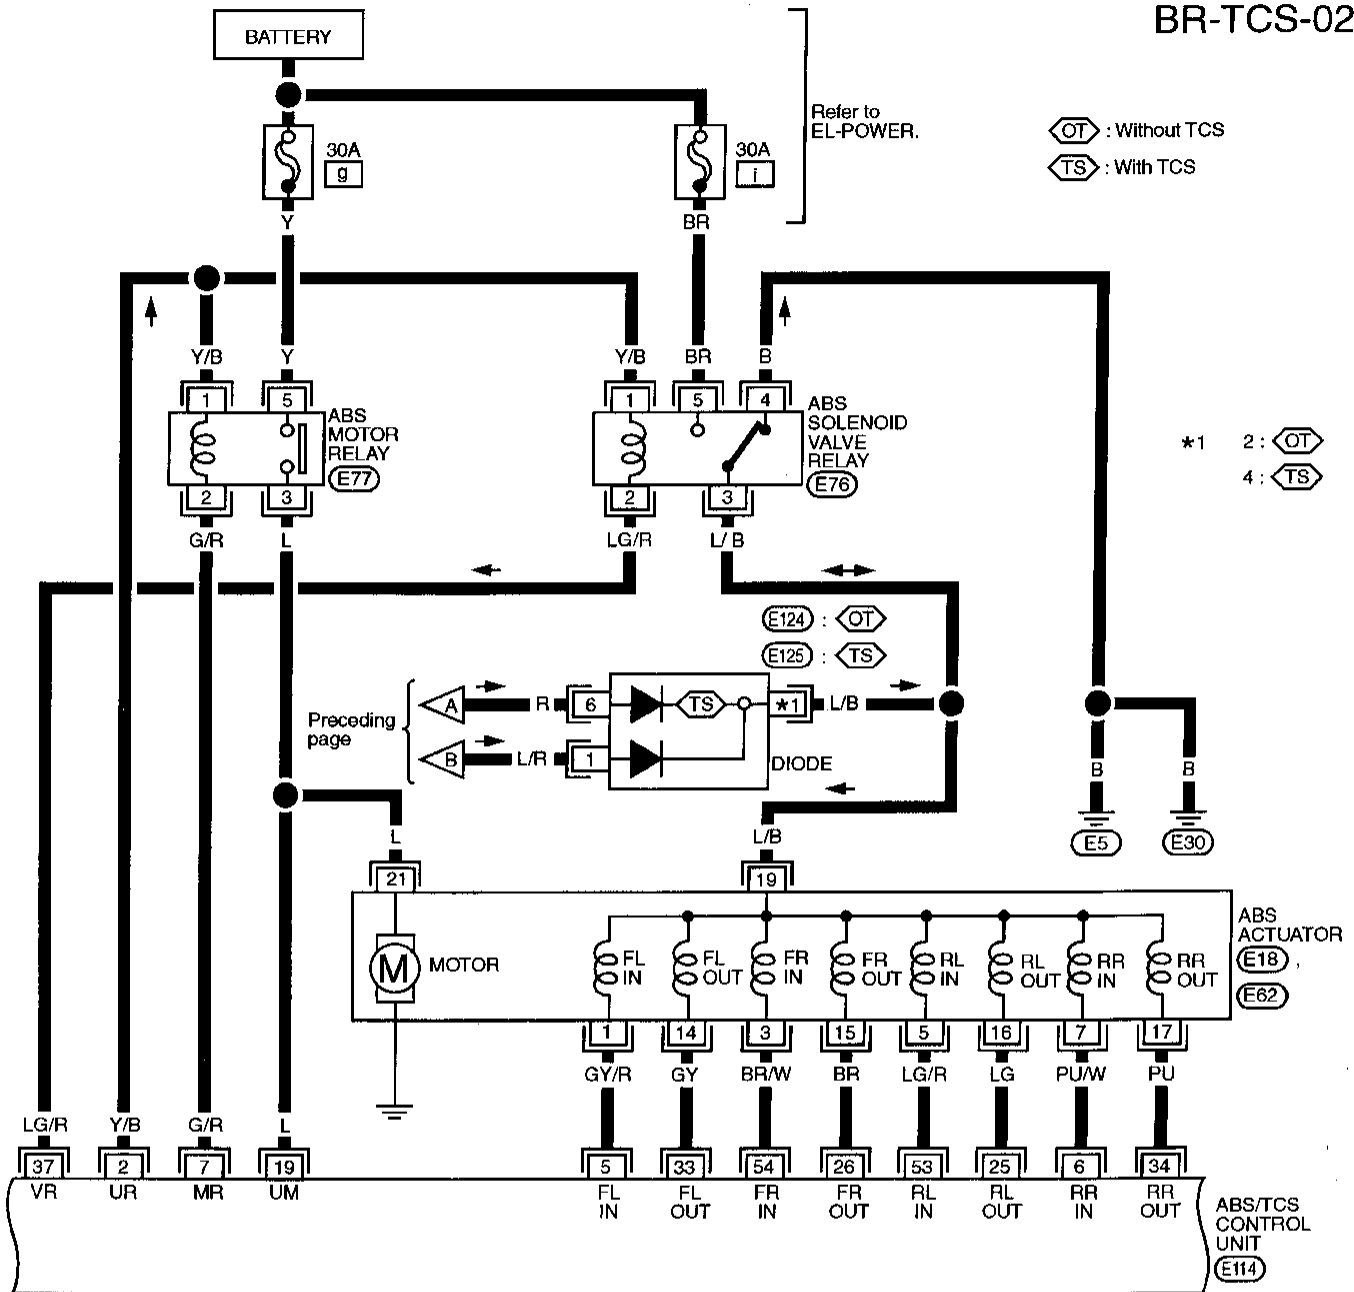 BR-TCS-02
BATTERY
Refer to
EL-POWER.
OT : Without TCS
TS : With TCS
30A
g
30A
i
Y
BR
Y/B
Y
Y/B
BR
B
1
5
1
5
4
ABS
MOTOR
RELAY
E77
ABS
SOLENOID
VALVE
RELAY
E76
*1 2 : OT
4 : TS
2
3
2
3
G/R
L
LG/R
L/B
E124 : OT
E125 : TS
Preceding
page
A
R
6
TS
*1
L/B
B
L/R
1
DIODE
B
B
E5
E30
L
L/B
21
19
M
MOTOR
FL
IN
FL
OUT
FR
IN
FR
OUT
RL
IN
RL
OUT
RR
IN
RR
OUT
ABS
ACTUATOR
E18 ,
E62
1
14
3
15
5
16
7
17
GY/R
GY
BR/W
BR
LG/R
LG
PU/W
PU
LG/R
Y/B
G/R
L
37
2
7
19
5
33
54
26
53
25
6
34
VR
UR
MR
UM
FL
IN
FL
OUT
FR
IN
FR
OUT
RL
IN
RL
OUT
RR
IN
RR
OUT
ABS/TCS
CONTROL
UNIT
E114